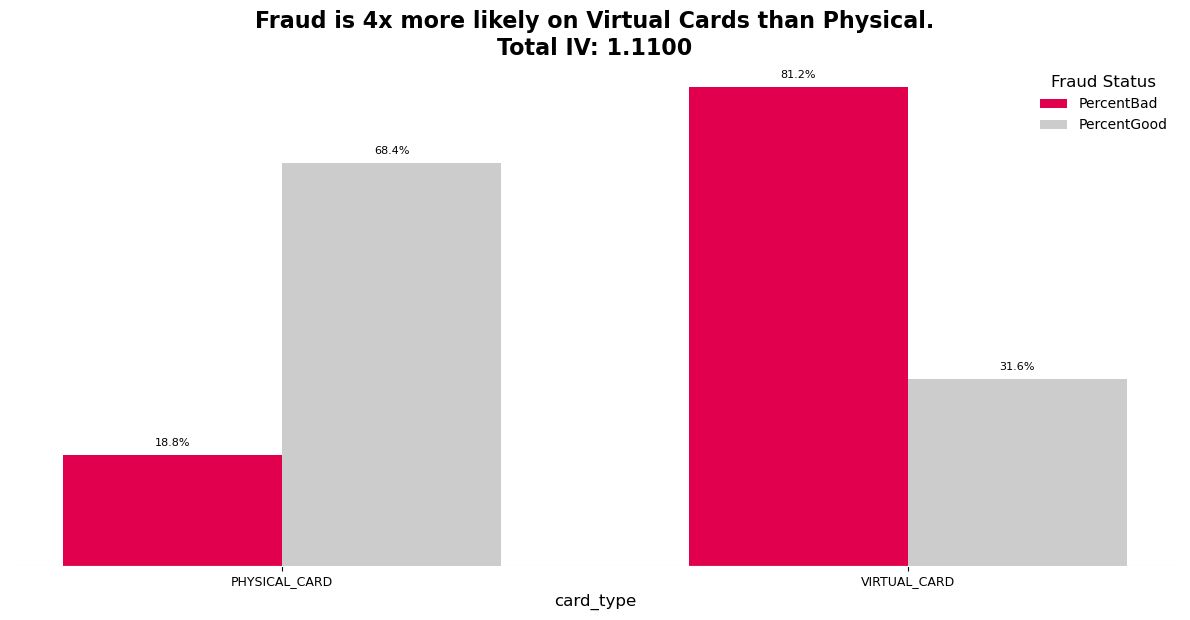 Fraud is 4x more likely on Virtual Cards than Physical.
Total IV: 1.1100
81.2%
Fraud Status
PercentBad
PercentGood
68.4%
31.6%
18.8%
PHYSICAL_CARD
VIRTUAL_CARD
card_type